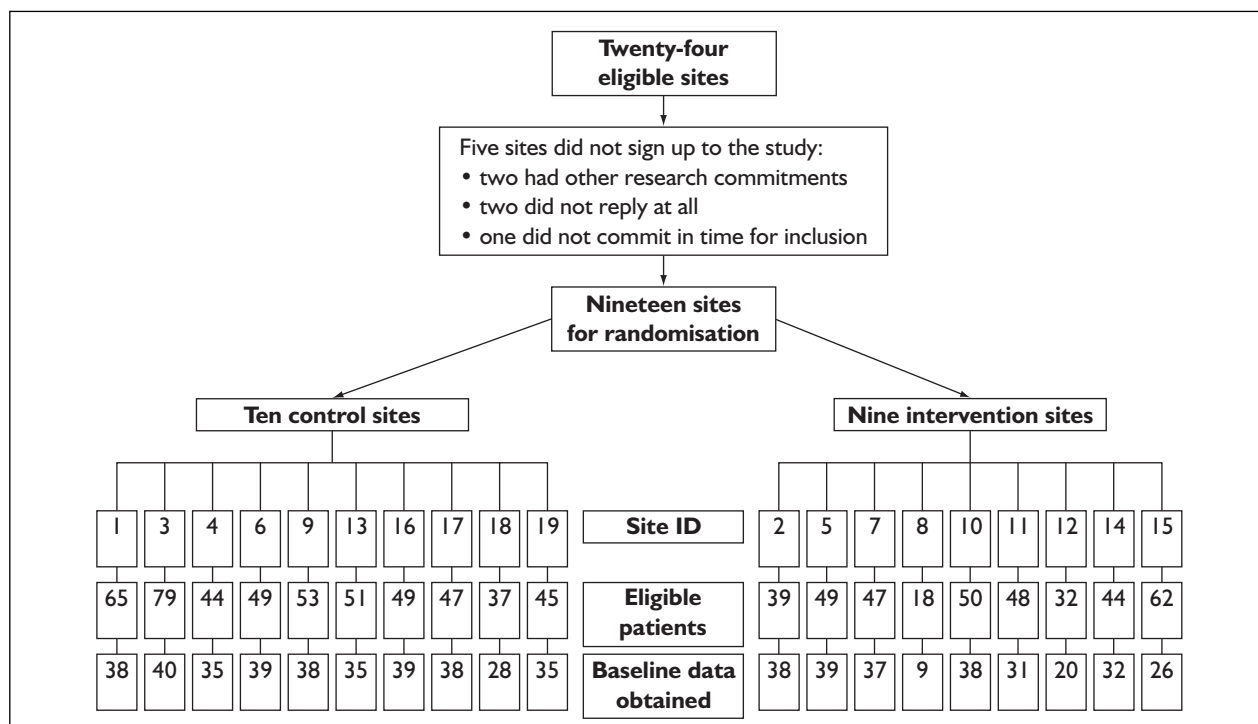 Twenty-four
eligible sites
Five sites did not sign up to the study:
• two had other research commitments
• two did not reply at all
• one did not commit in time for inclusion
Nineteen sites
for randomisation
Ten control sites
Nine intervention sites
1 3 4 6 9 13 16 17 18 19 Site ID 2 5 7 8 10 11 12 14 15
65 79 44 49 53 51 49 47 37 45 Eligible 39 49 47 18 50 48 32 44 62
patients
38 40 35 39 38 35 39 38 28 35 Baseline data 38 39 37 9 38 31 20 32 26
obtained